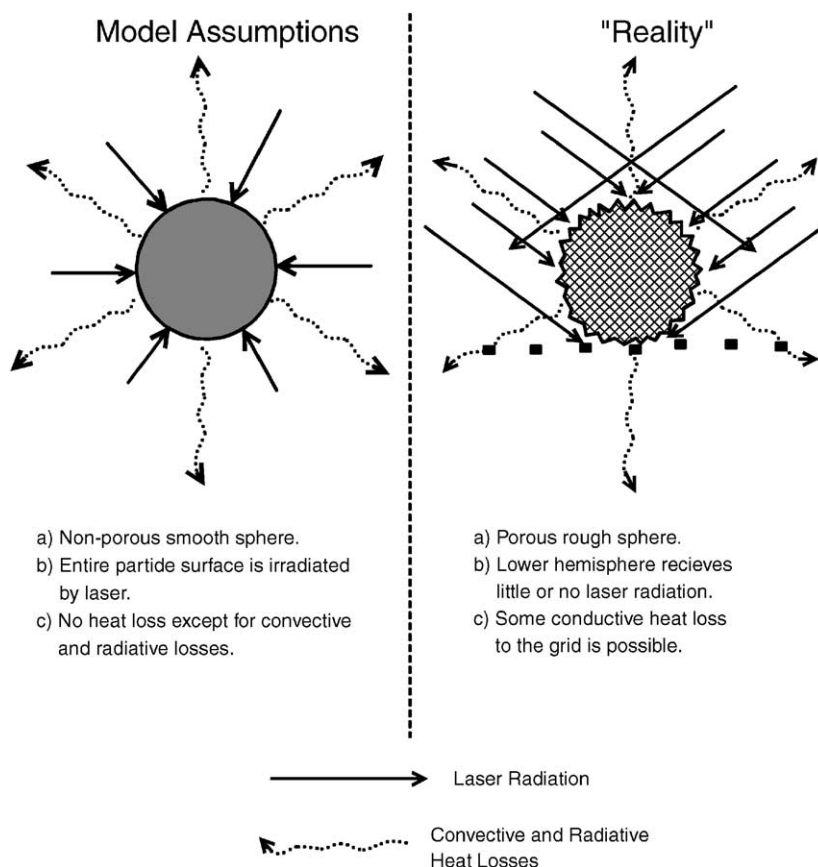 Model Assumptions
"Reality"
a) Non-porous smooth sphere.
b) Entire partide surface is irradiated
by laser.
c) No heat loss except for convective
and radiative losses.
a) Porous rough sphere.
b) Lower hemisphere recieves
little or no laser radiation.
c) Some conductive heat loss
to the grid is possible.
Laser Radiation
Convective and Radiative
Heat Losses